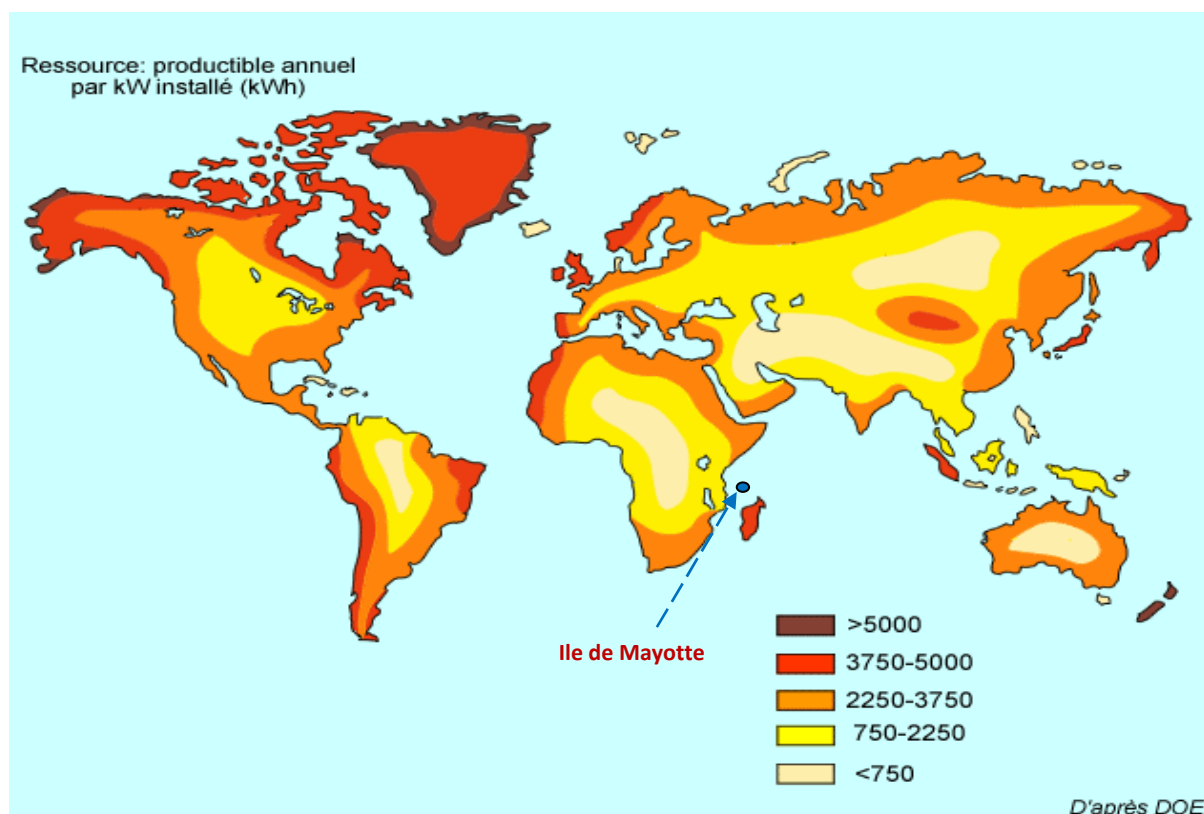 Ressource: productible annuel
par kW installé (kWh)
Ile de Mayotte
>5000
3750-5000
2250-3750
750-2250
<750
D'après DOE